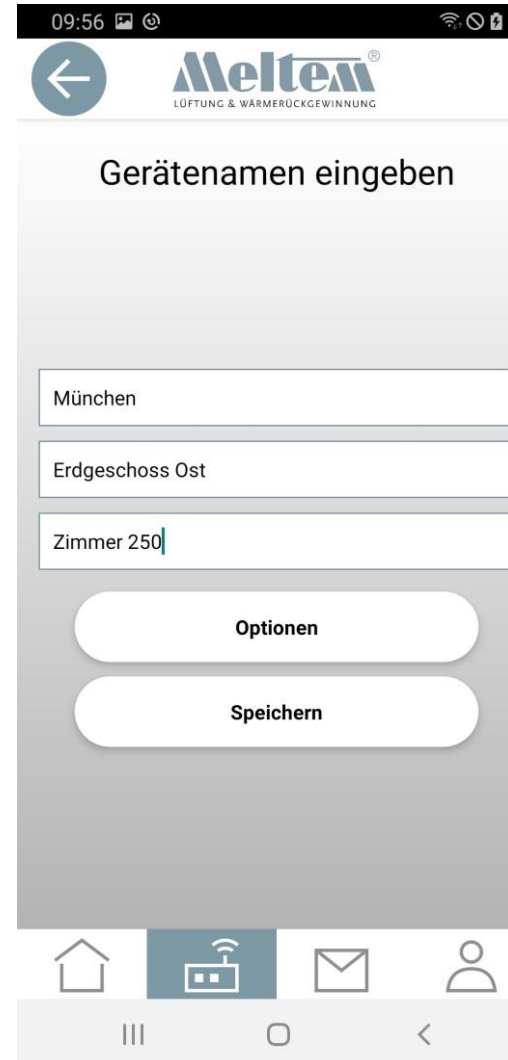 09:56
Meltem®
LÜFTUNG & WÄRMERÜCKGEWINNUNG
Gerätenamen eingeben
München
Erdgeschoss Ost
Zimmer 250
Optionen
Speichern